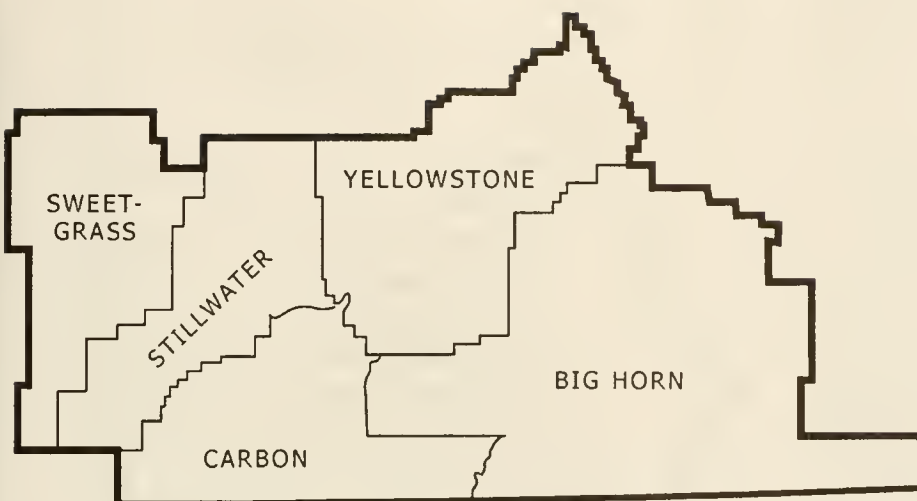 YELLOWSTONE
SWEET-
GRASS
STILLWATER
BIG HORN
CARBON